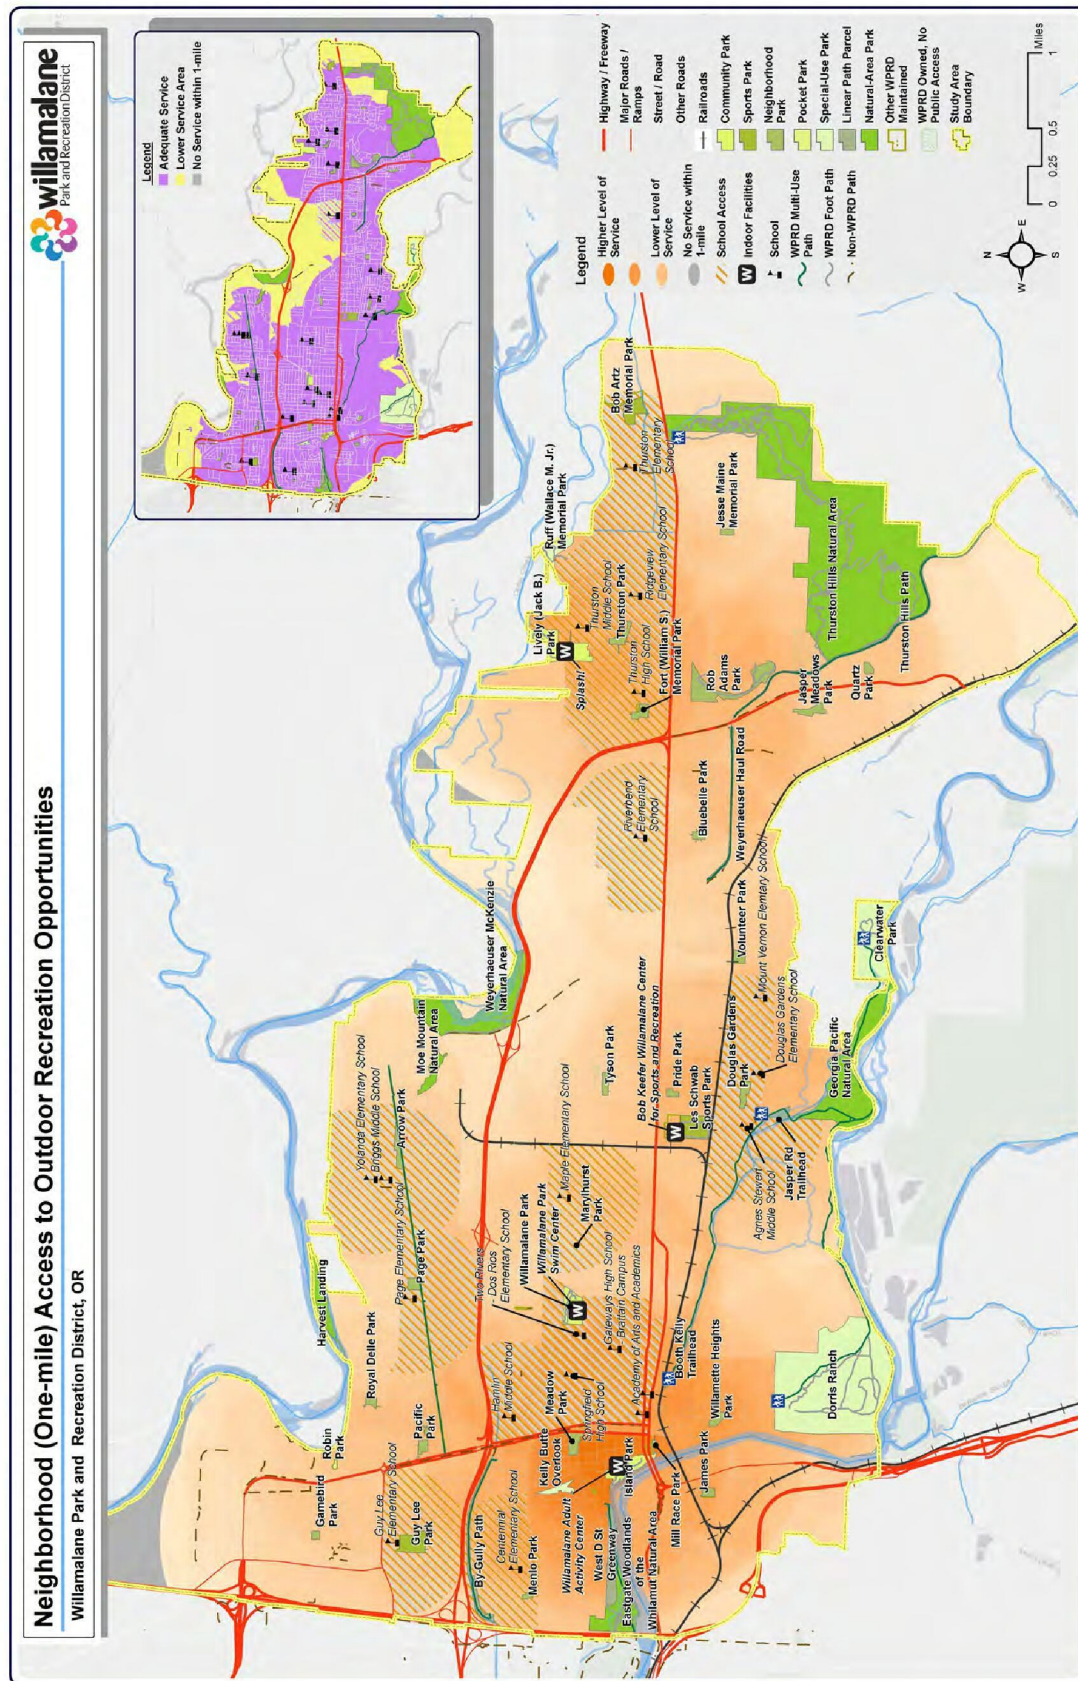 Neighborhood (One-mile) Access to Outdoor Recreation Opportunities
Willamalane Park and Recreation District, OR
willamalane
Park and Recreation District
Legend
Adequate Service
Lower Service Area
No Service within 1-mile
Legend
Higher Level of
Service
Lower Level of
Service
No Service within
1-mile
School Access
W
Indoor Facilities
School
WPRD Multi-Use
Path
WPRD Foot Path
Non-WPRD Path
Highway / Freeway
Major Roads /
Ramps
Street / Road
Other Roads
Railroads
Community Park
Sports Park
Neighborhood
Park
Pocket Park
Special-Use Park
Linear Path Parcel
Natural-Area Park
Other WPRD
Maintained
WPRD Owned, No
Public Access
Study Area
Boundary
N
W
E
S
0
0.25
0.5
1
Miles
Harvest Landing
Royal Delle Park
Robin
Park
Gamebird
Park
Pacific
Park
Guy Lee
Elementary School
Guy Lee
Park
By-Gully Path
Centennial
Elementary School
Menlo Park
Hamlin
Middle School
Page Elementary School
Page Park
Yolanda Elementary School
Briggs Middle School
Arrow Park
Moe Mountain
Natural Area
Weyerhaeuser McKenzie
Natural Area
Two Rivers
- Dos Rios
Elementary School
Willamalane Park
Willamalane Park
Swim Center
W
Maple Elementary School
Marylhurst
Park
Gateways High School
- Brattain Campus
Academy of Arts and Academics
Meadow
Park
Springfield
High School
Kelly Butte
Overlook
Willamalane Adult
Activity Center
W
Island Park
West D St
Greenway
Eastgate Woodlands
of the
Whilamut Natural Area
Mill Race Park
James Park
Willamette Heights
Park
Booth Kelly
Trailhead
Dorris Ranch
Tyson Park
Bob Keefer Willamalane Center
for Sports and Recreation
W
Pride Park
Les Schwab
Sports Park
Douglas Gardens
Park
Agnes Stewart
Middle School
Jasper Rd
Trailhead
Georgia Pacific
Natural Area
Clearwater
Park
Douglas Gardens
Elementary School
Mount Vernon Elemtary School
Volunteer Park
Weyerhaeuser Haul Road
Bluebelle Park
Riverbend
Elementary
School
Lively (Jack B.)
Park
W
Splash!
Ruff (Wallace M. Jr.)
Memorial Park
Thurston
Middle School
Thurston Park
Thurston
High School
Fort (William S.)
Memorial Park
Ridgeview
Elementary School
Thurston
Elementary
School
Bob Artz
Memorial Park
Jesse Maine
Memorial Park
Rob
Adams
Park
Jasper
Meadows
Park
Quartz
Park
Thurston Hills Natural Area
Thurston Hills Path